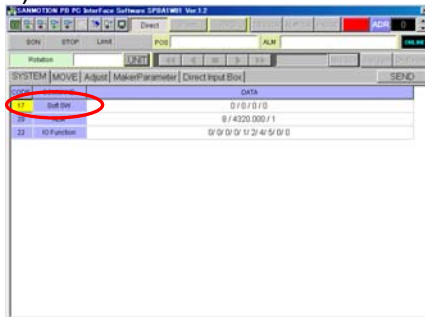 )
SANMOTION PB PC Interface Software SPBA1W01 Ver.1.2
Direct ADR 0
SON STOP Limit POS ALM ONLINE
Rotation UNIT
SYSTEM MOVE Adjust MakerParameter Direct Input Box SEND
CODE DATA
17 Soft SW 0 / 0 / 0 / 0
8 / 4320.000 / 1
23 IO Function 0/ 0/ 0/ 0/ 1/ 2/ 4/ 5/ 0/ 0